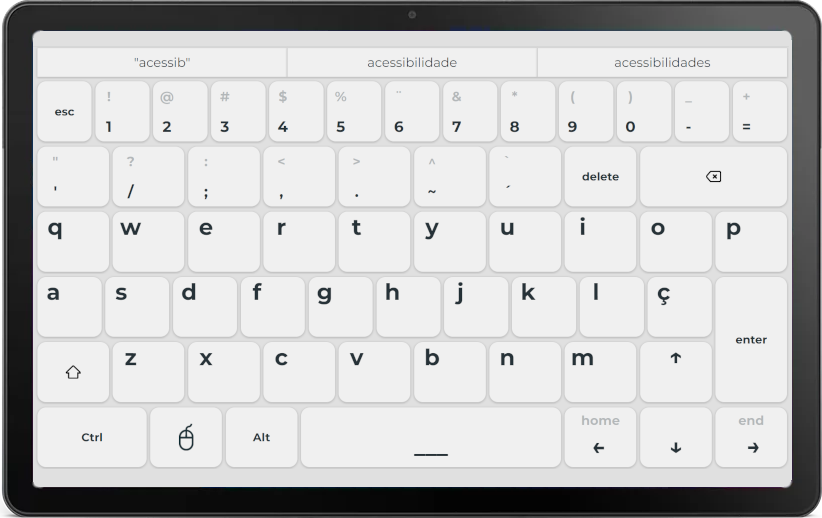 "acessib" acessibilidade acessibilidades
! @ # $ % ¨ & * ( ) _ +
esc 1 2 3 4 5 6 7 8 9 0 - =
" ? : < > ^ `
' / ; , . ~ ´ delete
q w e r t y u i o p
a s d f g h j k l ç
enter
z x c v b n m ↑
home end
Ctrl Alt ___ ← ↓ →